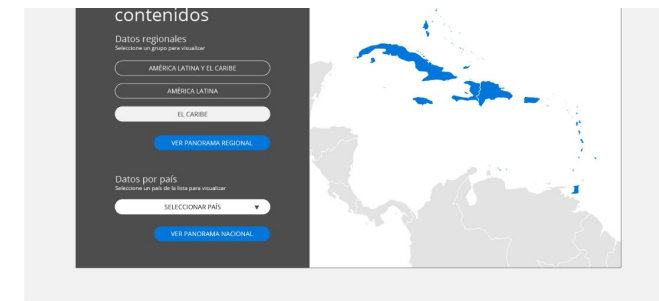 contenidos
Datos regionales
Seleccione un grupo para visualizar
AMÉRICA LATINA Y EL CARIBE
AMÉRICA LATINA
EL CARIBE
VER PANORAMA REGIONAL
Datos por país
Seleccione un país de la lista para visualizar
SELECCIONAR PAÍS
VER PANORAMA NACIONAL